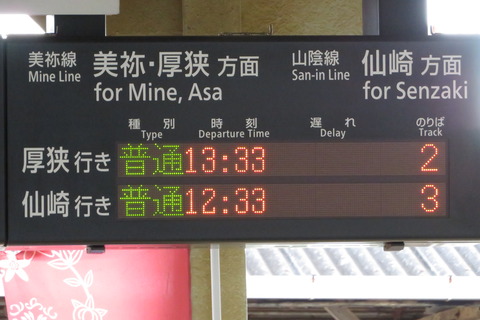 美祢線 美祢・厚狭 方面 山陰線 仙崎 方面
Mine Line for Mine, Asa San-in Line for Senzaki
種別 時刻 遅れ のりば
Type Departure Time Delay Track
厚狭 行き 普通 13:33 2
仙崎 行き 普通 12:33 3